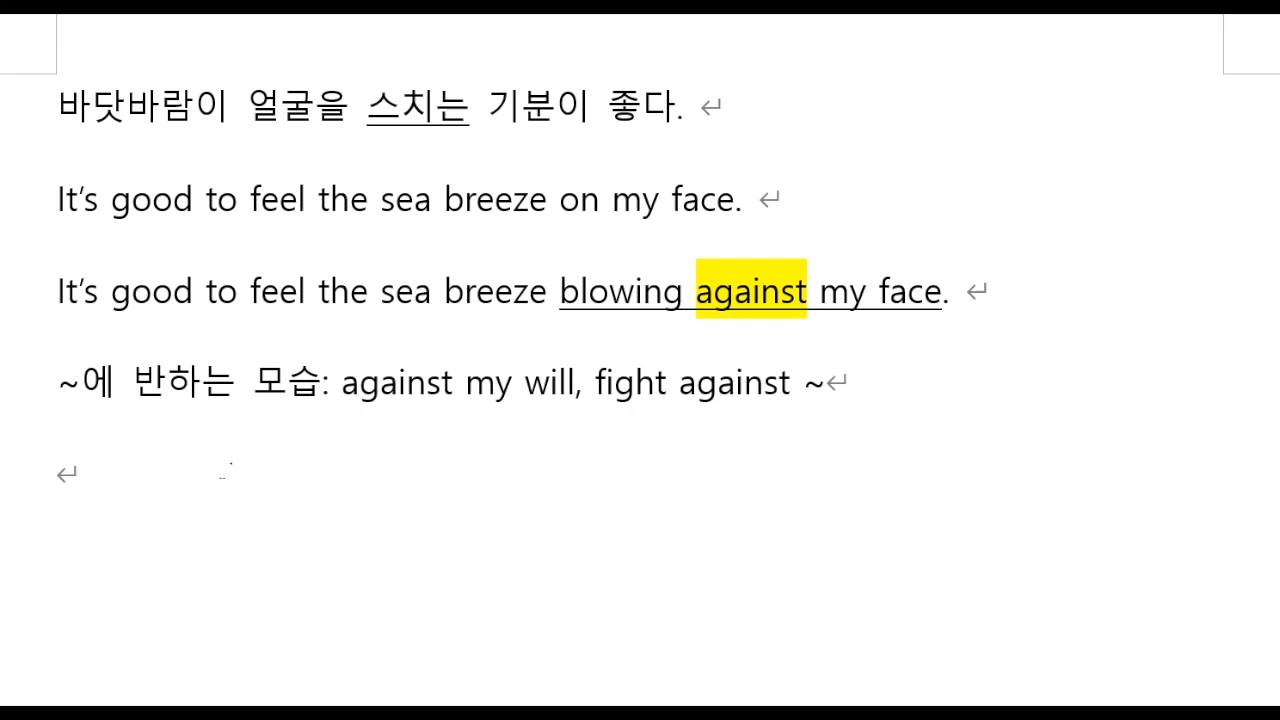 바닷바람이 얼굴을 스치는 기분이 좋다.
It's good to feel the sea breeze on my face.
It's good to feel the sea breeze blowing against my face.
~에 반하는 모습: against my will, fight against ~